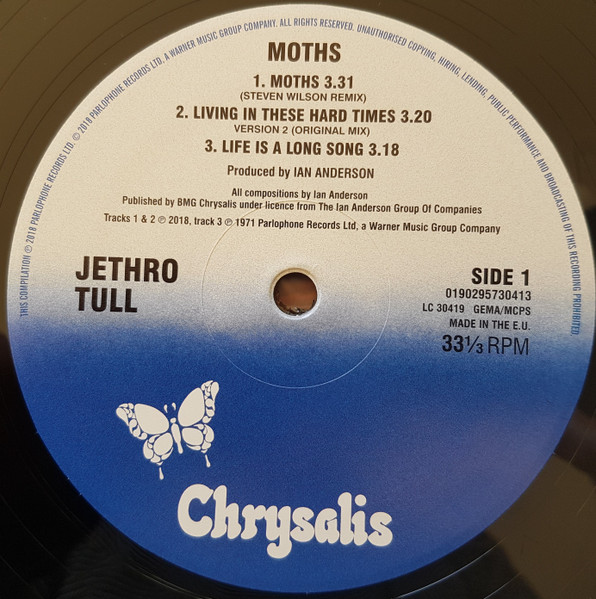 THIS COMPILATION ℗ 2018 PARLOPHONE RECORDS LTD. © 2018 PARLOPHONE RECORDS LTD, A WARNER MUSIC GROUP COMPANY. ALL RIGHTS RESERVED. UNAUTHORISED COPYING, HIRING, LENDING, PUBLIC PERFORMANCE AND BROADCASTING OF THIS RECORDING PROHIBITED.
MOTHS
1. MOTHS 3.31
(STEVEN WILSON REMIX)
2. LIVING IN THESE HARD TIMES 3.20
VERSION 2 (ORIGINAL MIX)
3. LIFE IS A LONG SONG 3.18
Produced by IAN ANDERSON
All compositions by Ian Anderson
Published by BMG Chrysalis under licence from The Ian Anderson Group Of Companies
Tracks 1 & 2 ℗ 2018, track 3 ℗ 1971 Parlophone Records Ltd, a Warner Music Group Company
JETHRO
TULL
SIDE 1
0190295730413
LC 30419 GEMA/MCPS
MADE IN THE E.U.
33⅓ RPM
Chrysalis